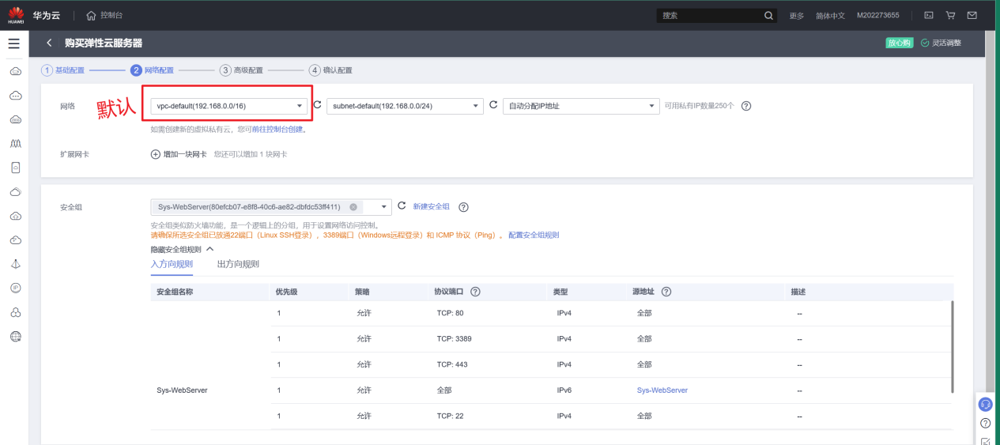 HUAWEI 华为云 控制台 搜索 更多 简体中文 M202273655
购买弹性云服务器 放心购 灵活调整
1 基础配置 2 网络配置 3 高级配置 4 确认配置
网络 默认 vpc-default(192.168.0.0/16) subnet-default(192.168.0.0/24) 自动分配IP地址 可用私有IP数量250个
如需创建新的虚拟私有云，您可前往控制台创建。
扩展网卡 增加一块网卡 您还可以增加 1 块网卡
安全组 Sys-WebServer(80efcb07-e8f8-40c6-ae82-dbfdc53ff411) 新建安全组
安全组类似防火墙功能，是一个逻辑上的分组，用于设置网络访问控制。
请确保所选安全组已放通22端口（Linux SSH登录），3389端口（Windows远程登录）和 ICMP 协议（Ping）。 配置安全组规则
隐藏安全组规则
入方向规则 出方向规则
安全组名称 优先级 策略 协议端口 类型 源地址 描述
1 允许 TCP: 80 IPv4 全部 --
1 允许 TCP: 3389 IPv4 全部 --
1 允许 TCP: 443 IPv4 全部 --
Sys-WebServer 1 允许 全部 IPv6 Sys-WebServer --
1 允许 TCP: 22 IPv4 全部 --